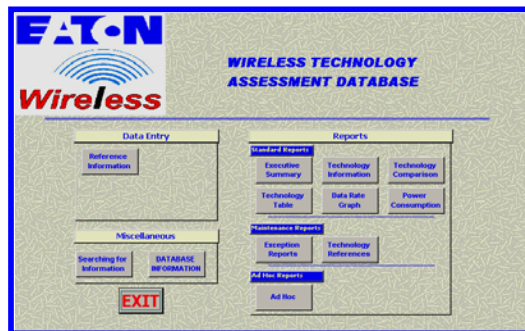 EATON
Wireless
WIRELESS TECHNOLOGY
ASSESSMENT DATABASE
Data Entry
Reference
Information
Miscellaneous
Searching for
Information
DATABASE
INFORMATION
EXIT
Reports
Standard Reports
Executive
Summary
Technology
Information
Technology
Comparison
Technology
Table
Data Rate
Graph
Power
Consumption
Maintenance Reports
Exception
Reports
Technology
References
Ad Hoc Reports
Ad Hoc